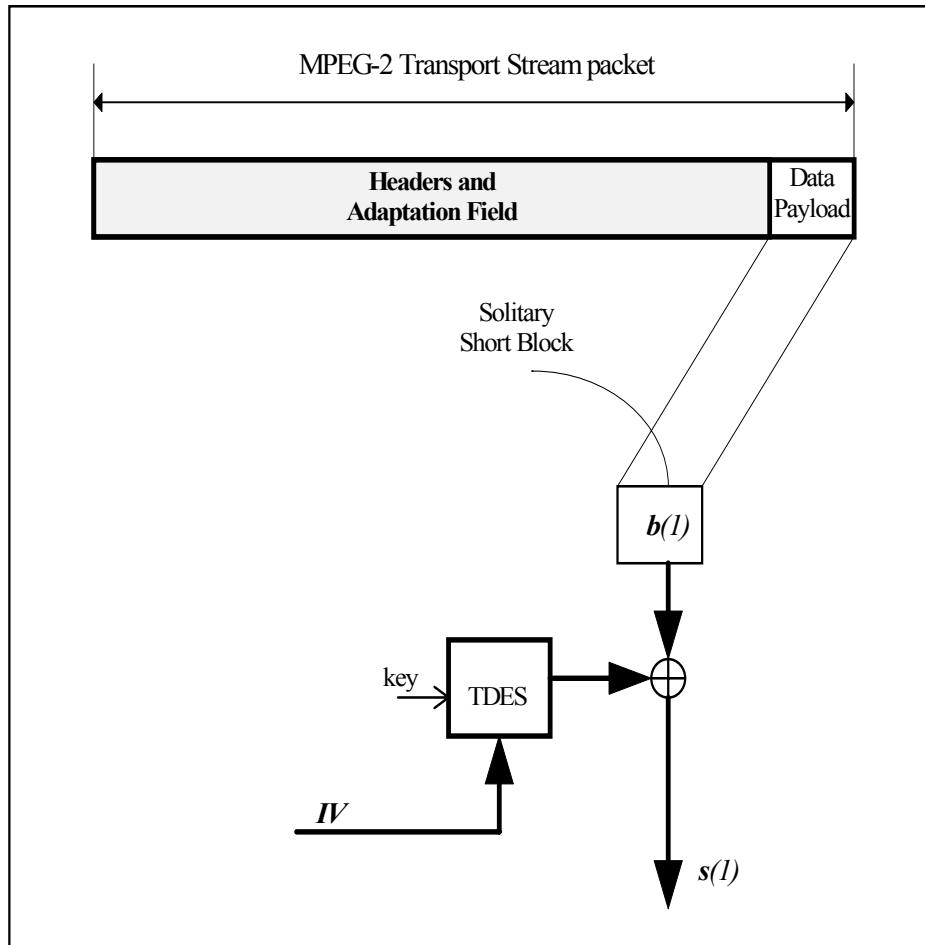 MPEG-2 Transport Stream packet
Headers and
Adaptation Field
Data
Payload
Solitary
Short Block
b(1)
key
TDES
IV
s(1)